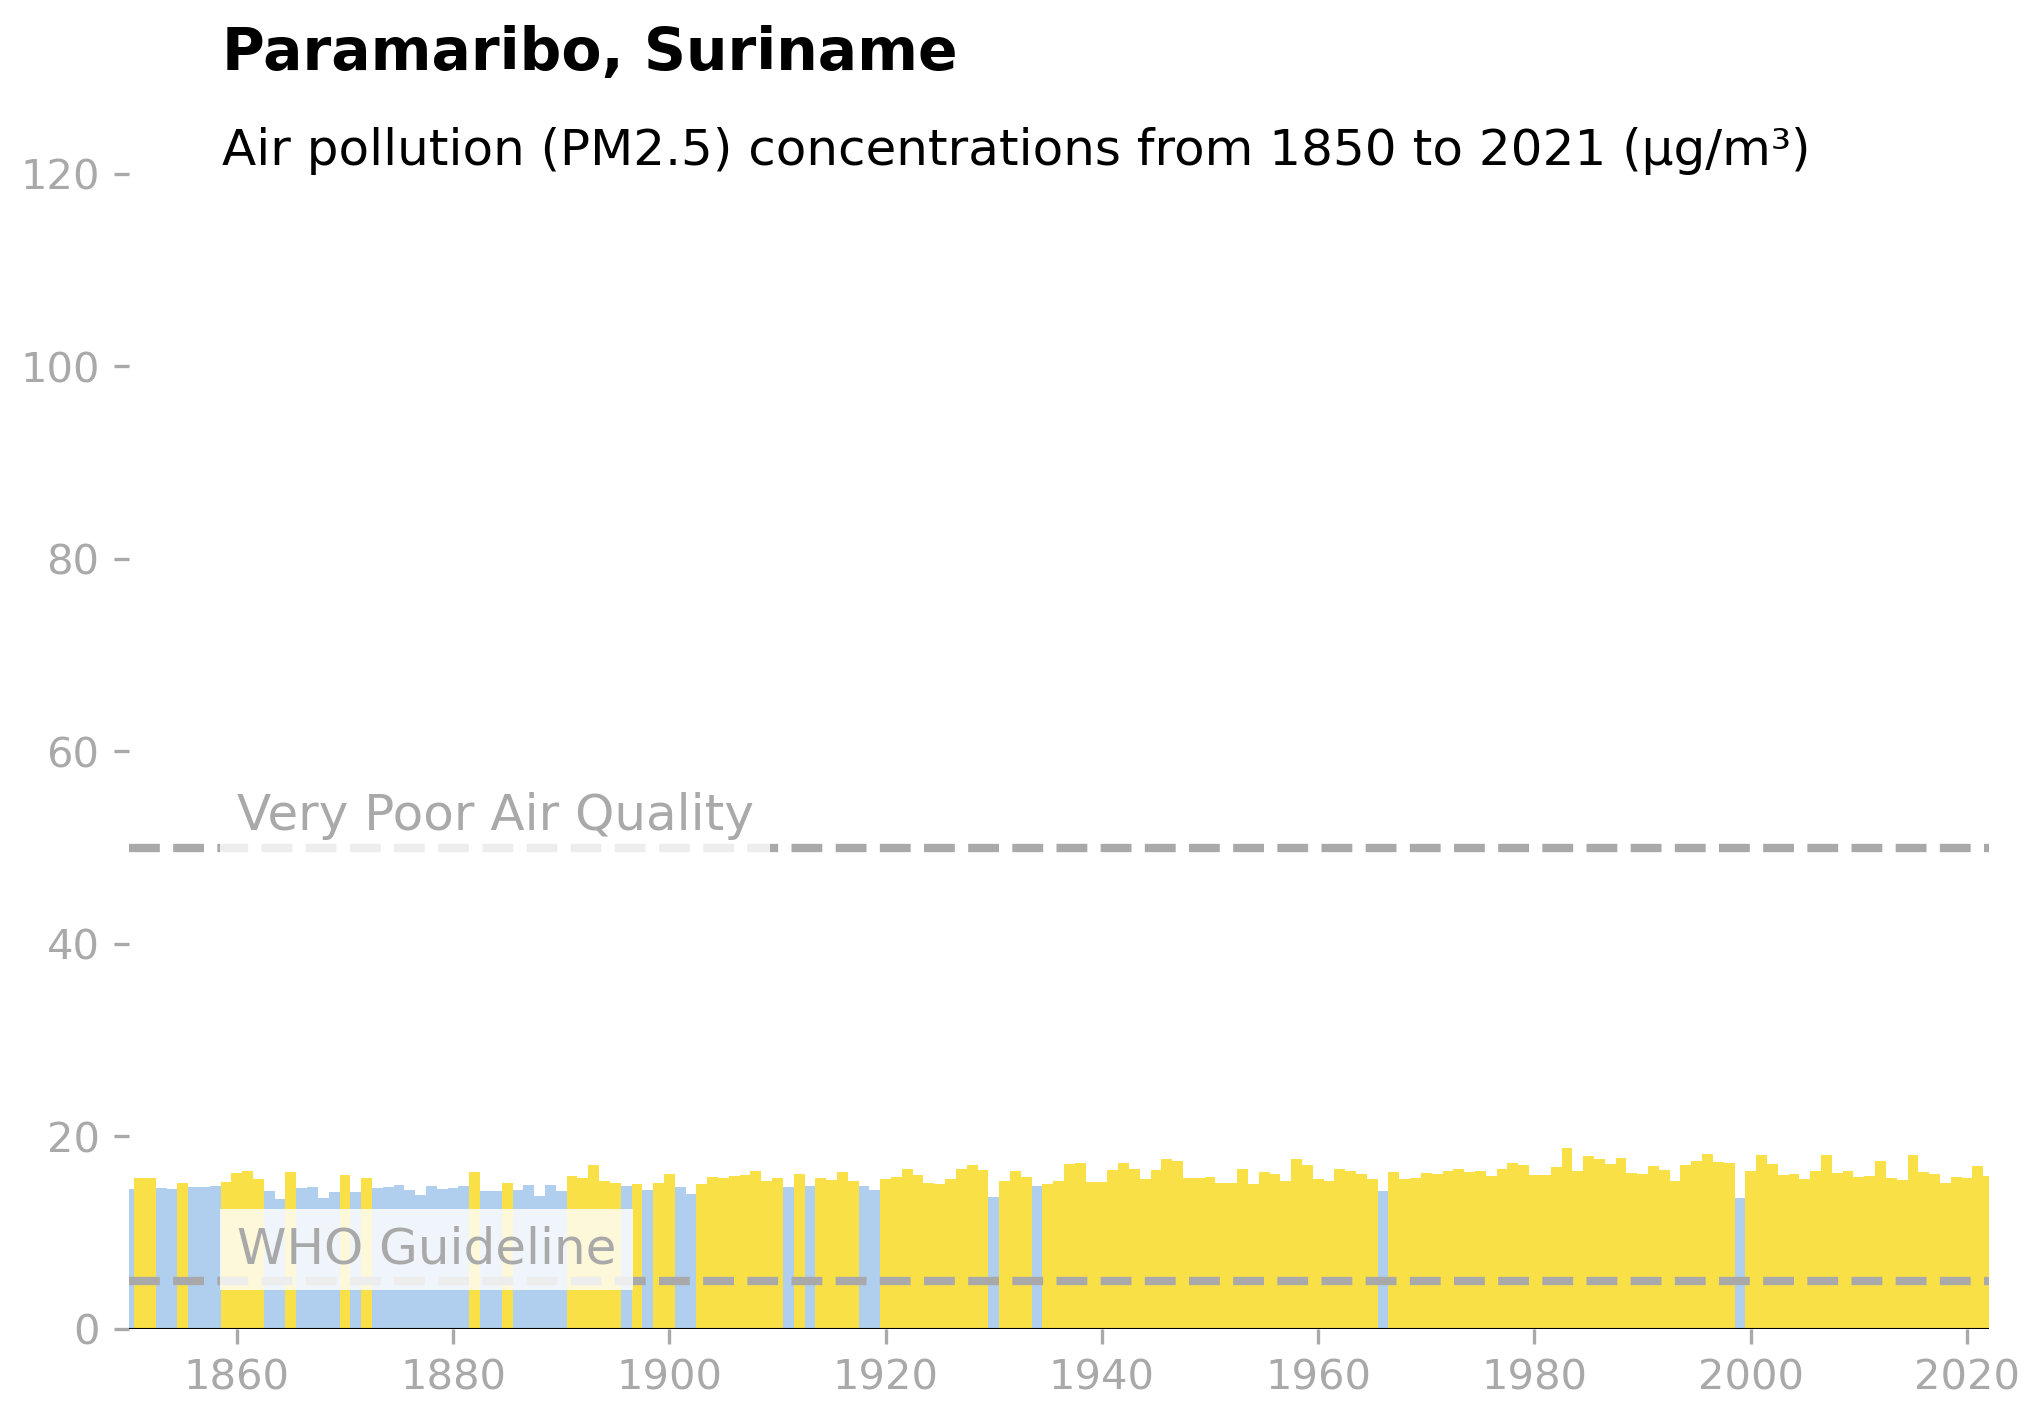 Paramaribo, Suriname
Air pollution (PM2.5) concentrations from 1850 to 2021 (µg/m³)
120
100
80
60
Very Poor Air Quality
40
20
WHO Guideline
0
1860 1880 1900 1920 1940 1960 1980 2000 2020